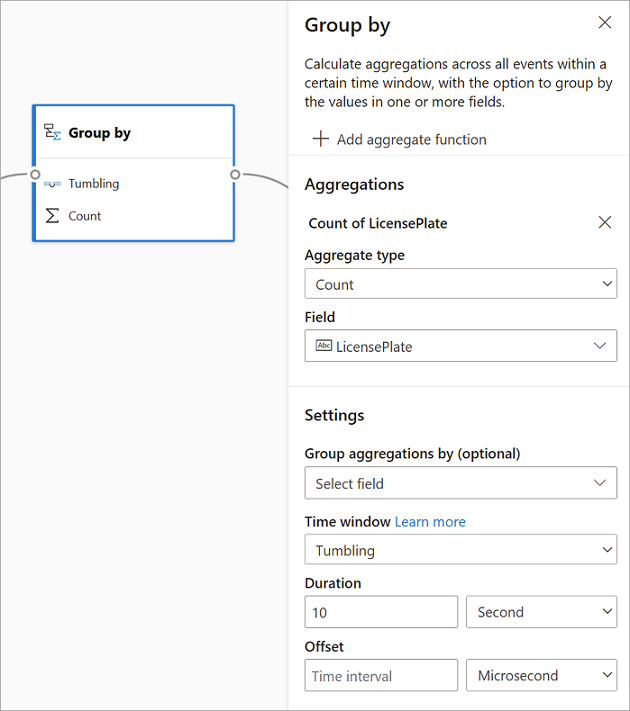 Group by
Tumbling
Count
Group by
Calculate aggregations across all events within a
certain time window, with the option to group by
the values in one or more fields.
Add aggregate function
Aggregations
Count of LicensePlate
Aggregate type
Count
Field
Abc LicensePlate
Settings
Group aggregations by (optional)
Select field
Time window Learn more
Tumbling
Duration
10 Second
Offset
Time interval Microsecond